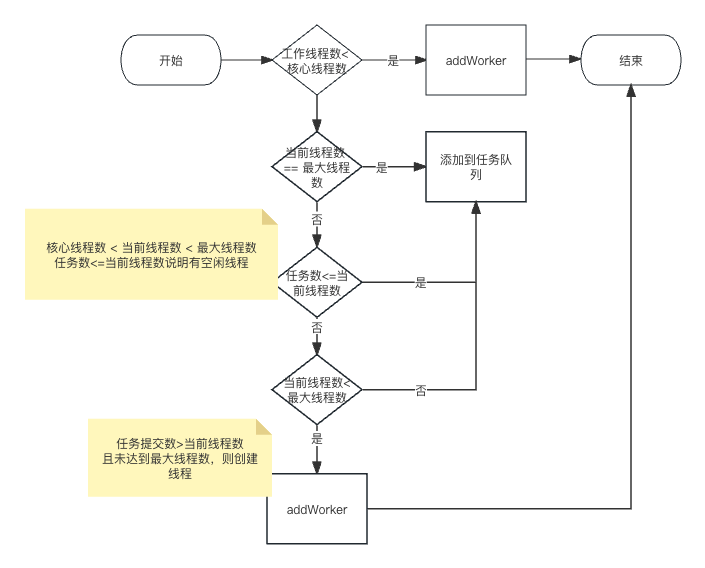 开始
工作线程数<
核心线程数
是
addWorker
结束
当前线程数
== 最大线程
数
是
添加到任务队
列
否
核心线程数 < 当前线程数 < 最大线程数
任务数<=当前线程数说明有空闲线程
任务数<=当
前线程数
是
否
当前线程数<
最大线程数
否
是
任务提交数>当前线程数
且未达到最大线程数，则创建
线程
addWorker